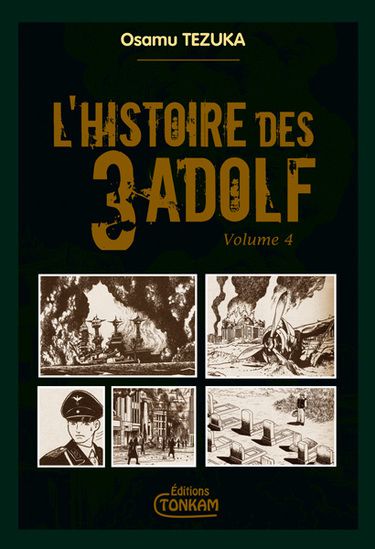 Osamu TEZUKA
L'HISTOIRE DES
3 ADOLF
Volume 4
Éditions
TONKAM